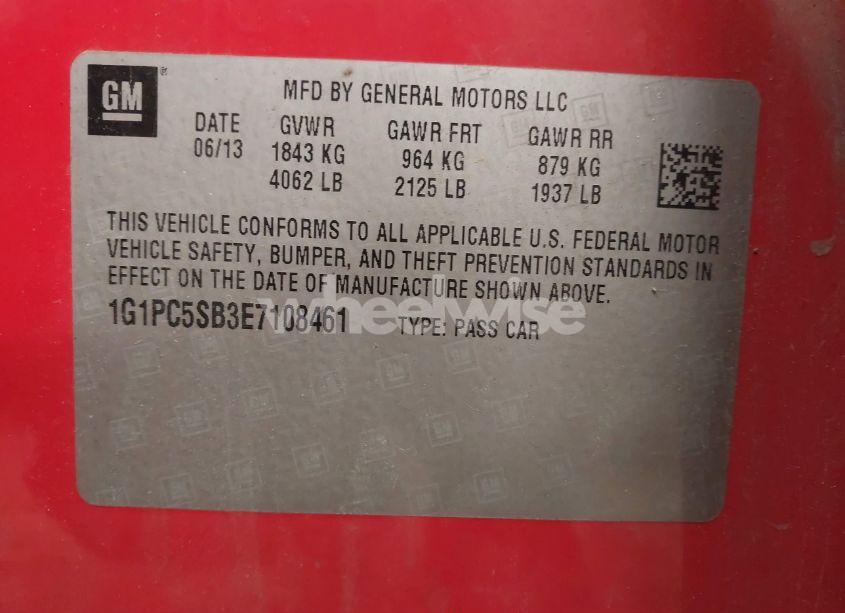 GM
MFD BY GENERAL MOTORS LLC
DATE GVWR GAWR FRT GAWR RR
06/13 1843 KG 964 KG 879 KG
4062 LB 2125 LB 1937 LB
THIS VEHICLE CONFORMS TO ALL APPLICABLE U.S. FEDERAL MOTOR
VEHICLE SAFETY, BUMPER, AND THEFT PREVENTION STANDARDS IN
EFFECT ON THE DATE OF MANUFACTURE SHOWN ABOVE.
1G1PC5SB3E7108461 TYPE: PASS CAR
wheelwise